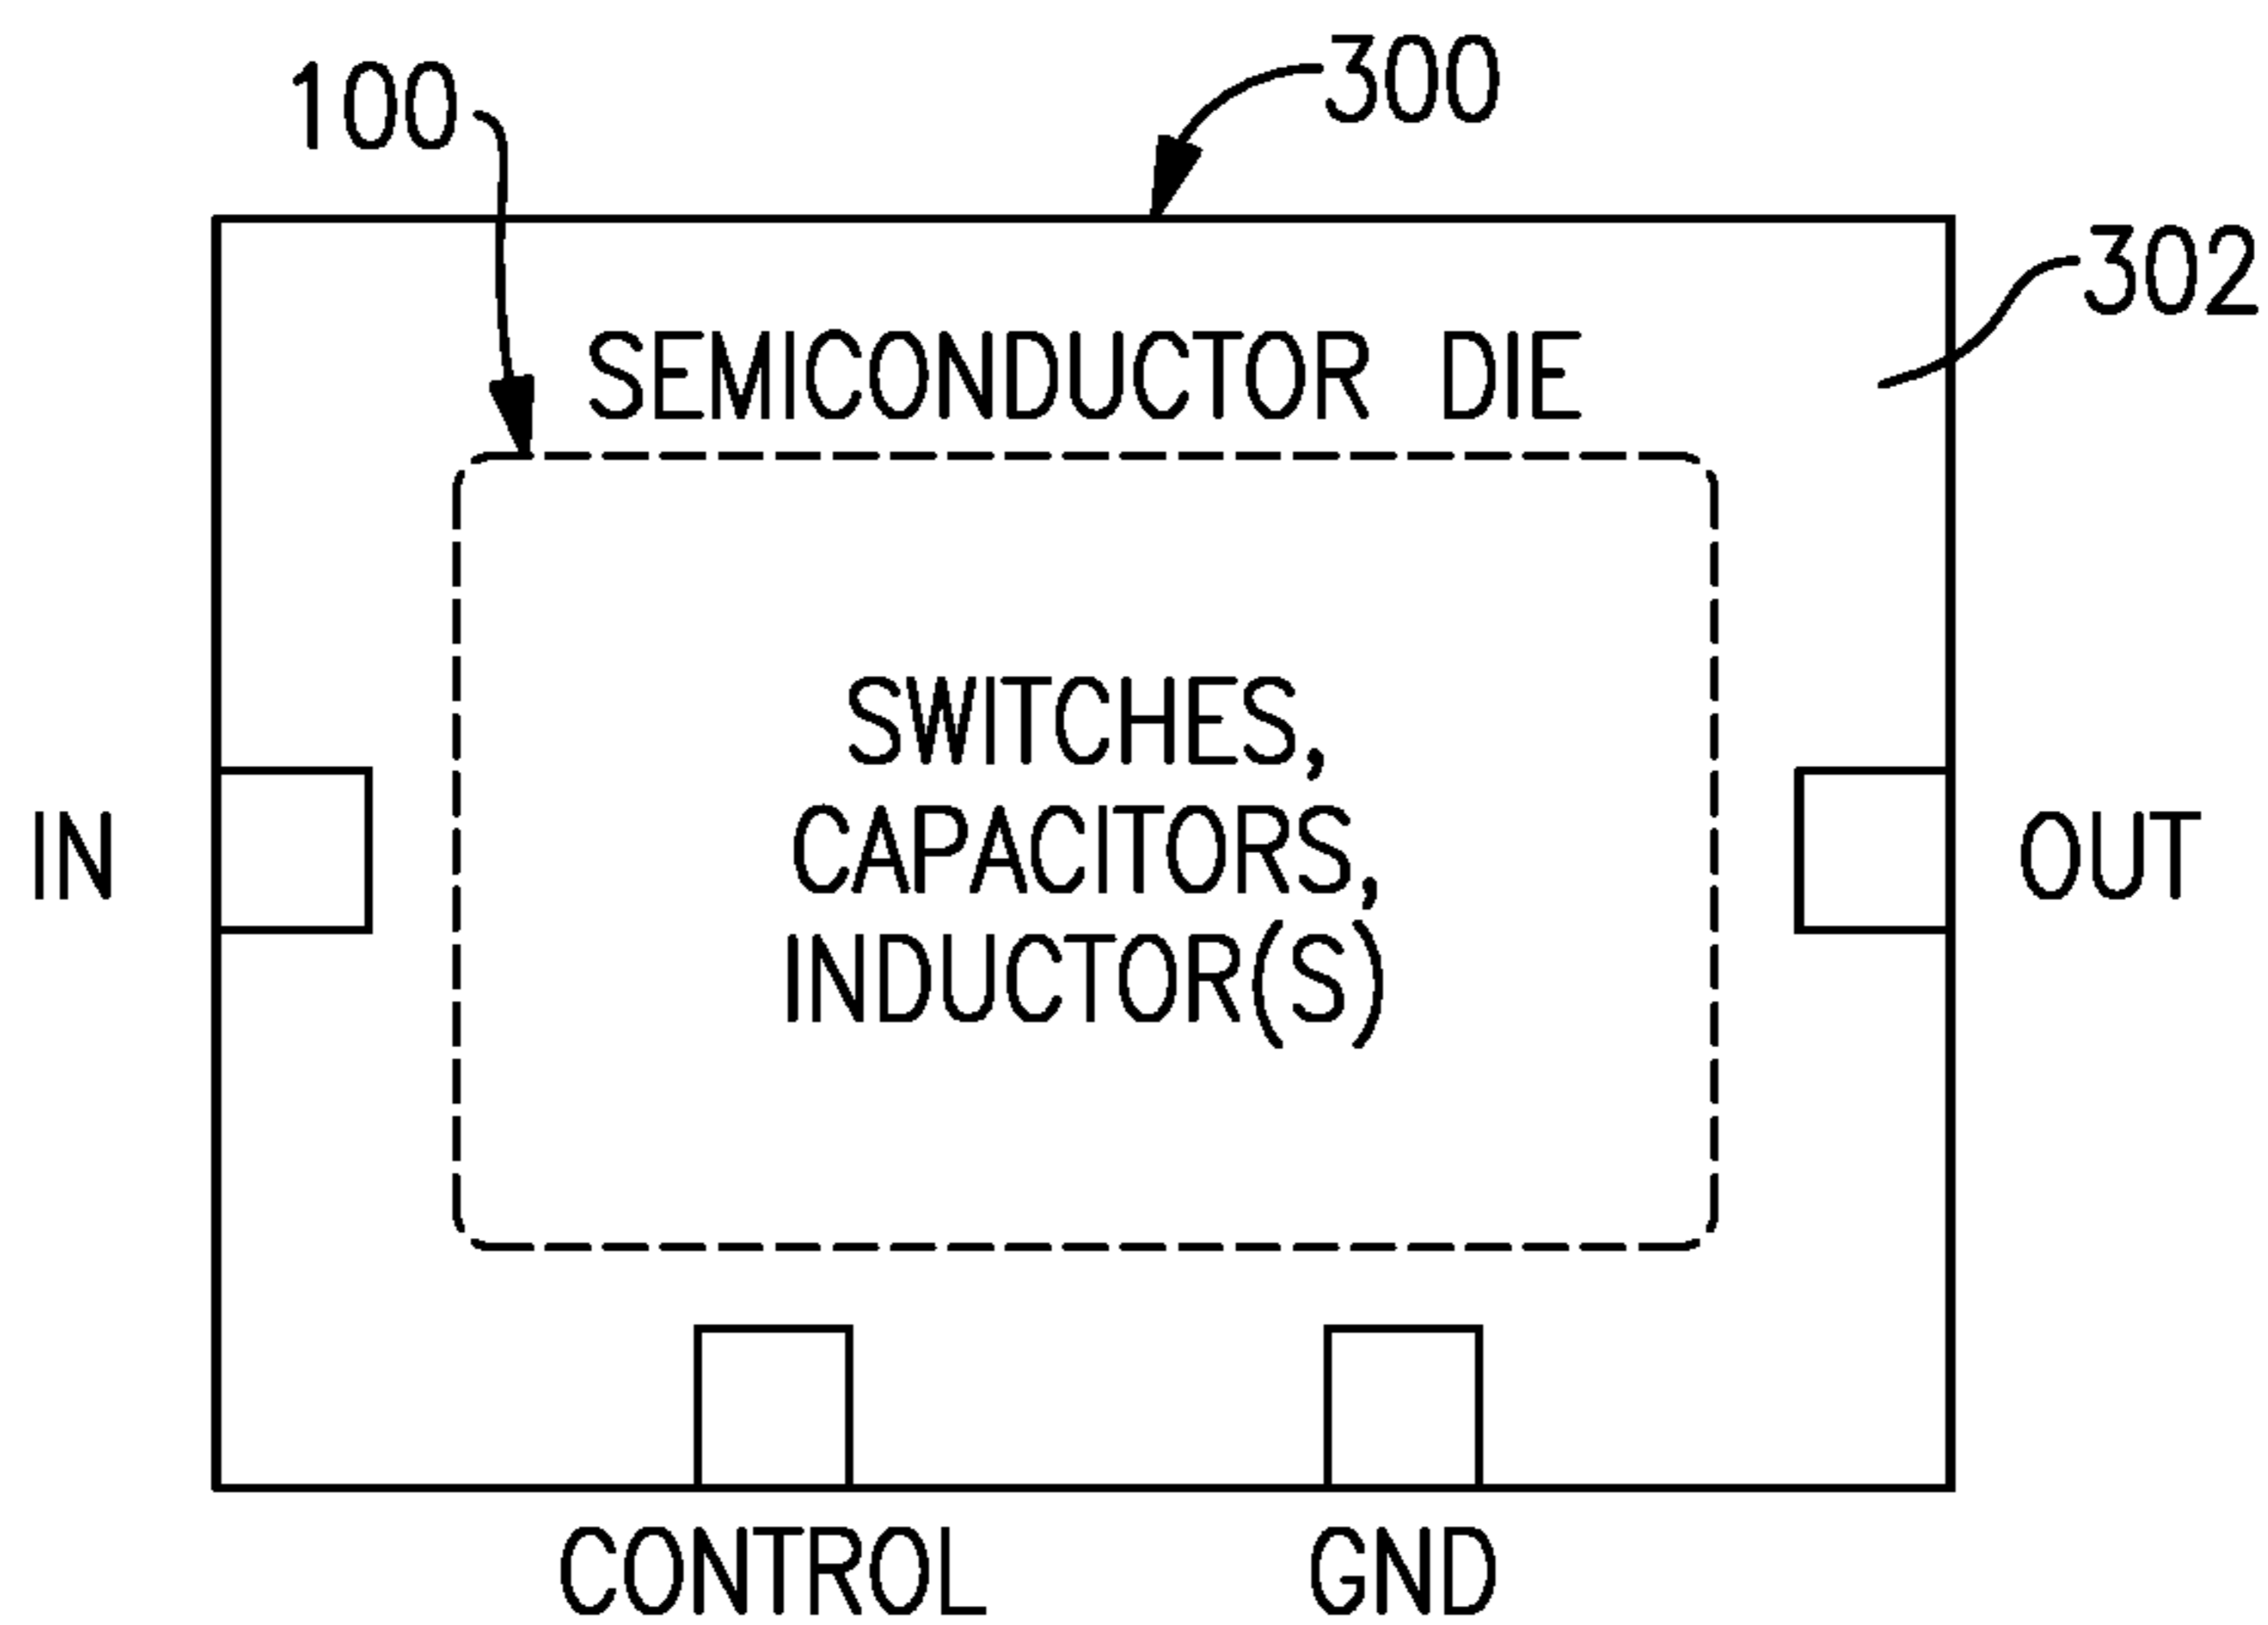 300
100
302
SEMICONDUCTOR DIE
SWITCHES,
CAPACITORS,
INDUCTOR(S)
IN
OUT
CONTROL
GND